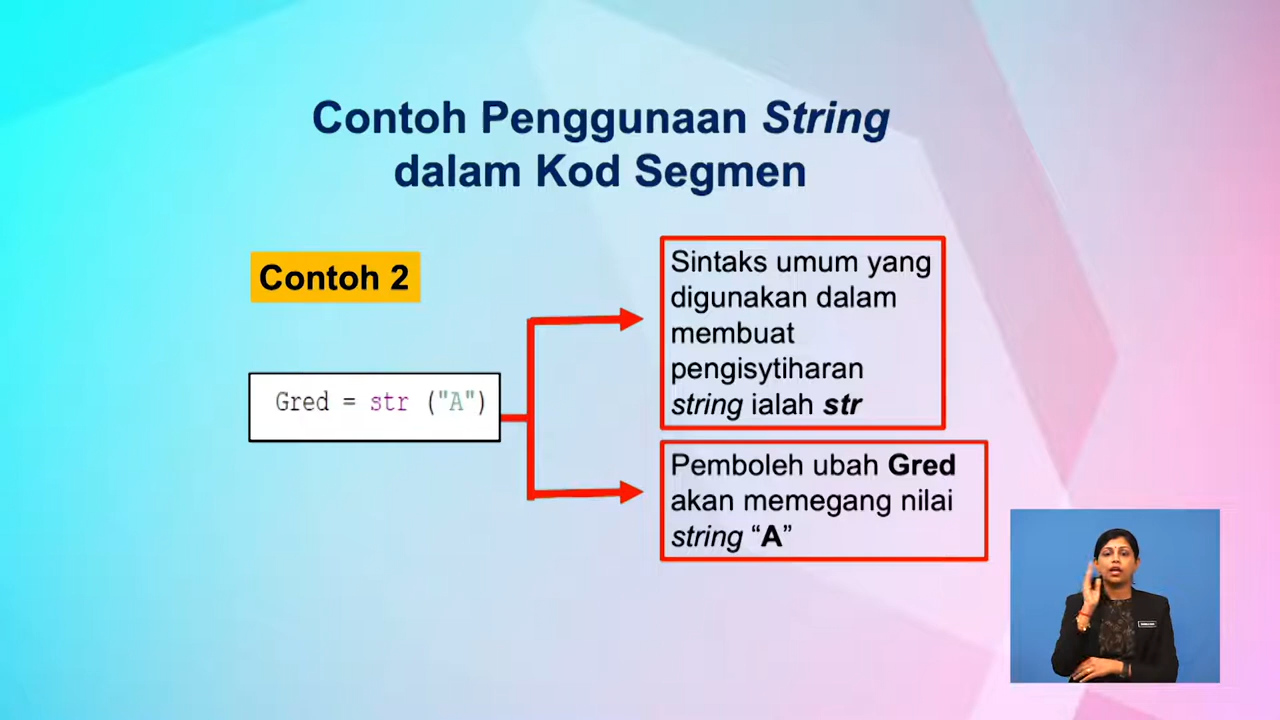 Contoh Penggunaan String
dalam Kod Segmen
Contoh 2
Gred = str ("A")
Sintaks umum yang
digunakan dalam
membuat
pengisytiharan
string ialah str
Pemboleh ubah Gred
akan memegang nilai
string “A”